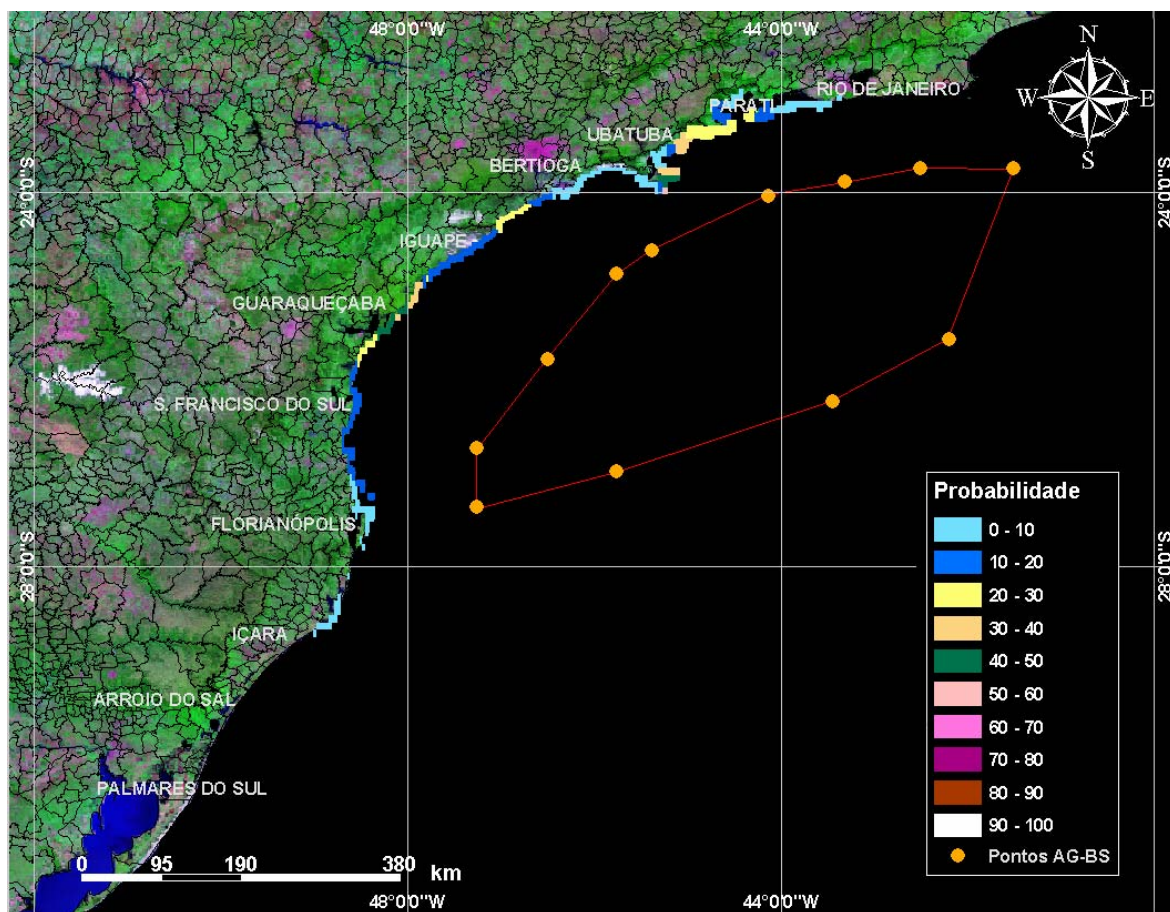 48°0'0"W
44°0'0"W
N
W
E
S
RIO DE JANEIRO
PARATI
UBATUBA
BERTIOGA
24°0'0"S
24°0'0"S
IGUAPE
GUARAQUEÇABA
S. FRANCISCO DO SUL
FLORIANÓPOLIS
28°0'0"S
28°0'0"S
IÇARA
ARROIO DO SAL
PALMARES DO SUL
Probabilidade
0 - 10
10 - 20
20 - 30
30 - 40
40 - 50
50 - 60
60 - 70
70 - 80
80 - 90
90 - 100
Pontos AG-BS
0 95 190 380 km
48°0'0"W
44°0'0"W